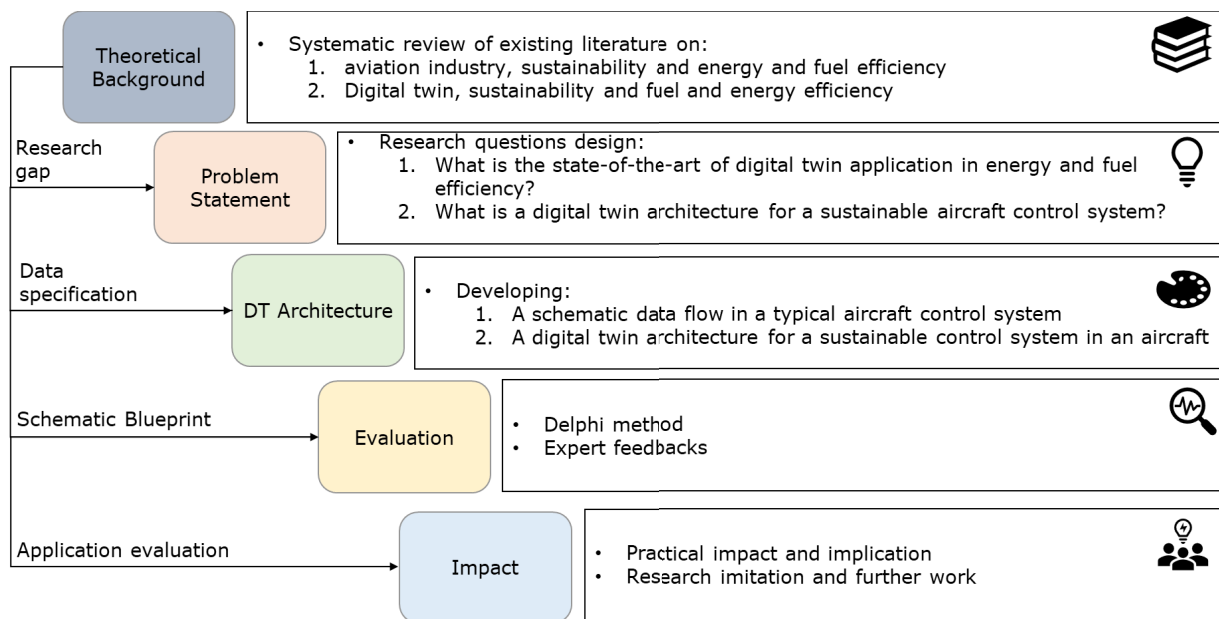 Theoretical
Background
• Systematic review of existing literature on:
1. aviation industry, sustainability and energy and fuel efficiency
2. Digital twin, sustainability and fuel and energy efficiency
Research
gap
Problem
Statement
• Research questions design:
1. What is the state-of-the-art of digital twin application in energy and fuel
efficiency?
2. What is a digital twin architecture for a sustainable aircraft control system?
Data
specification
DT Architecture
• Developing:
1. A schematic data flow in a typical aircraft control system
2. A digital twin architecture for a sustainable control system in an aircraft
Schematic Blueprint
Evaluation
• Delphi method
• Expert feedbacks
Application evaluation
Impact
• Practical impact and implication
• Research imitation and further work